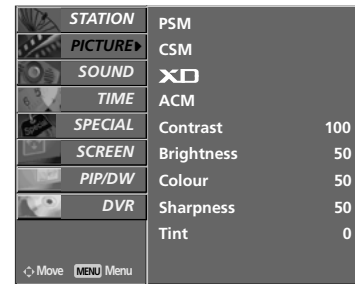 STATION
PICTURE
SOUND
TIME
SPECIAL
SCREEN
PIP/DW
DVR
Move MENU Menu
PSM
CSM
XD
ACM
Contrast 100
Brightness 50
Colour 50
Sharpness 50
Tint 0